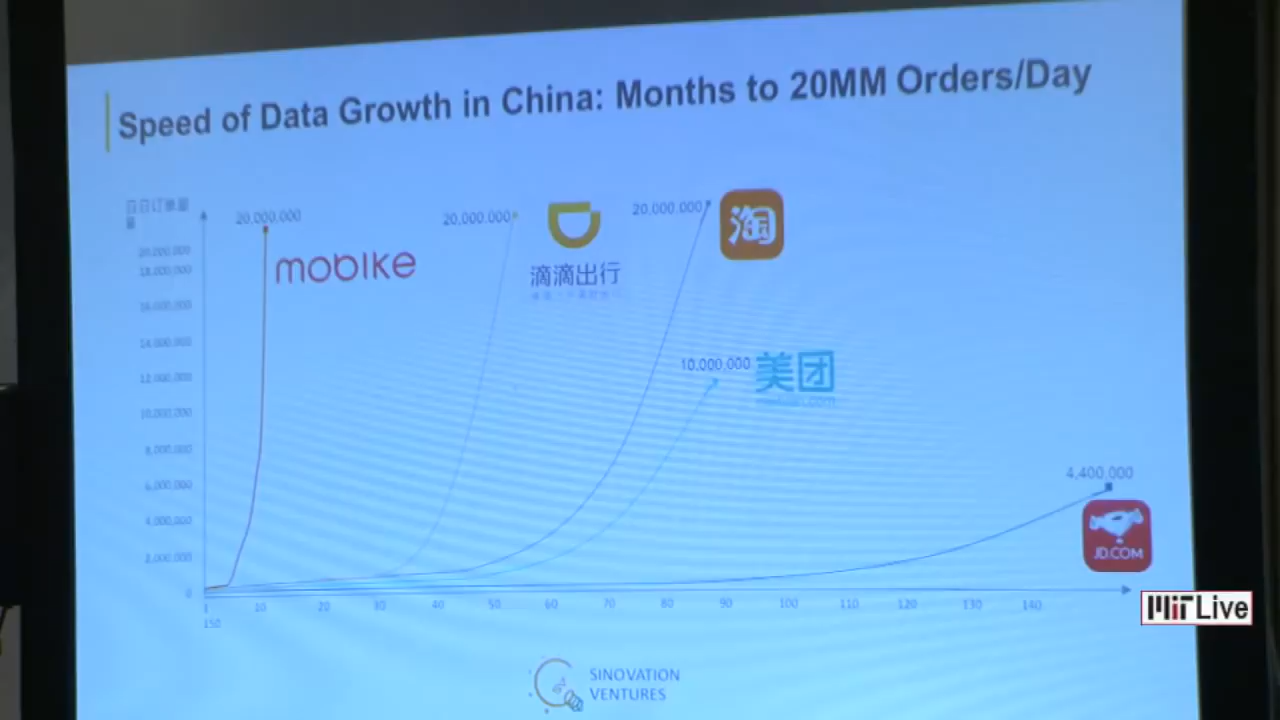 Speed of Data Growth in China: Months to 20MM Orders/Day
20,000,000
mobike
20,000,000
滴滴出行
20,000,000
淘
10,000,000
美团
4,400,000
JD.COM
20,000,000
18,000,000
16,000,000
14,000,000
12,000,000
10,000,000
8,000,000
6,000,000
4,000,000
2,000,000
0
1 10 20 30 40 50 60 70 80 90 100 110 120 130 140
150
SINOVATION
VENTURES
MIT Live